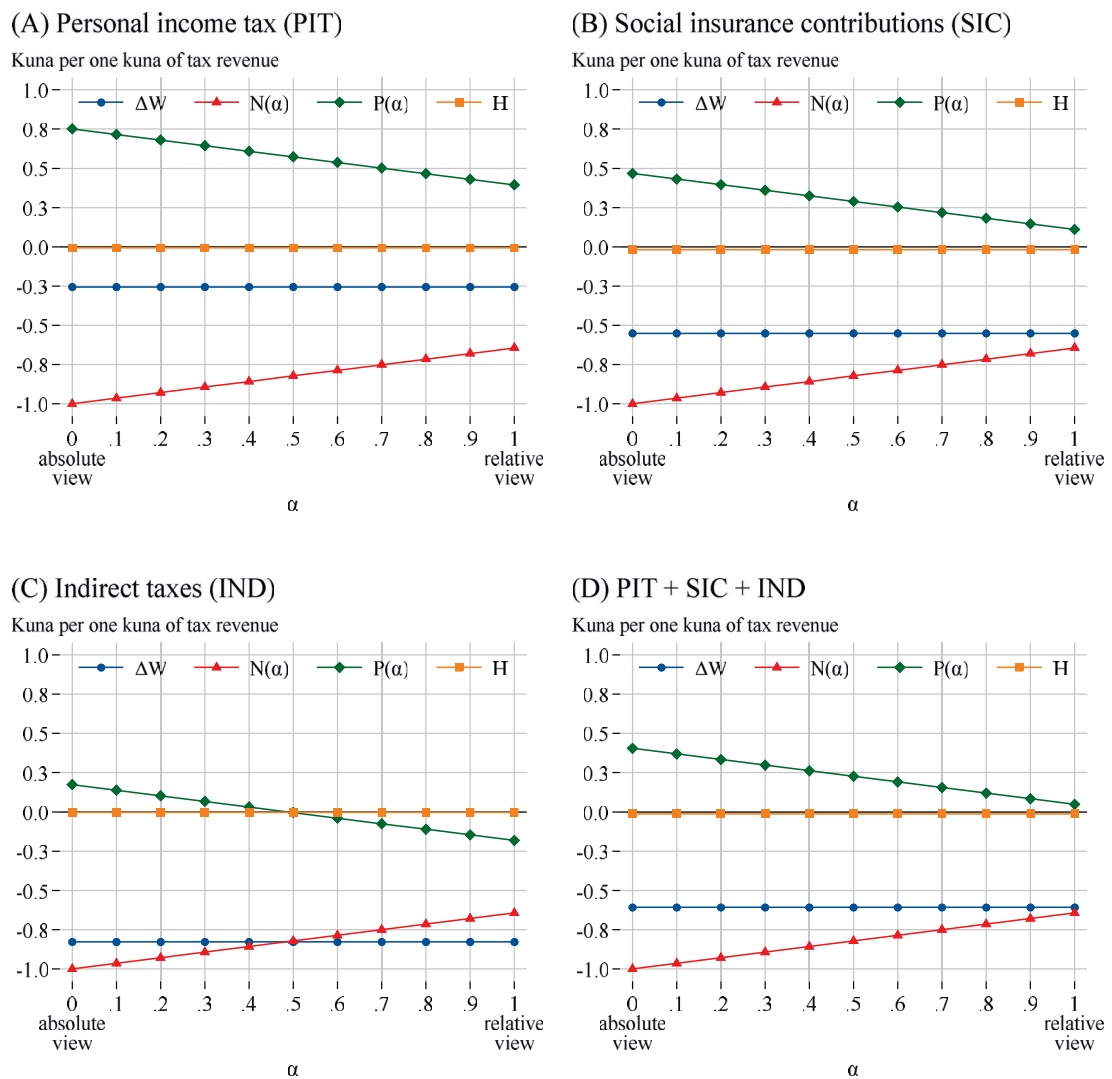 (A) Personal income tax (PIT)
Kuna per one kuna of tax revenue
ΔW N(α) P(α) H
1.0
0.8
0.5
0.3
0.0
-0.3
-0.5
-0.8
-1.0
0 .1 .2 .3 .4 .5 .6 .7 .8 .9 1
absolute relative
view view
α
(B) Social insurance contributions (SIC)
Kuna per one kuna of tax revenue
ΔW N(α) P(α) H
1.0
0.8
0.5
0.3
0.0
-0.3
-0.5
-0.8
-1.0
0 .1 .2 .3 .4 .5 .6 .7 .8 .9 1
absolute relative
view view
α
(C) Indirect taxes (IND)
Kuna per one kuna of tax revenue
ΔW N(α) P(α) H
1.0
0.8
0.5
0.3
0.0
-0.3
-0.5
-0.8
-1.0
0 .1 .2 .3 .4 .5 .6 .7 .8 .9 1
absolute relative
view view
α
(D) PIT + SIC + IND
Kuna per one kuna of tax revenue
ΔW N(α) P(α) H
1.0
0.8
0.5
0.3
0.0
-0.3
-0.5
-0.8
-1.0
0 .1 .2 .3 .4 .5 .6 .7 .8 .9 1
absolute relative
view view
α